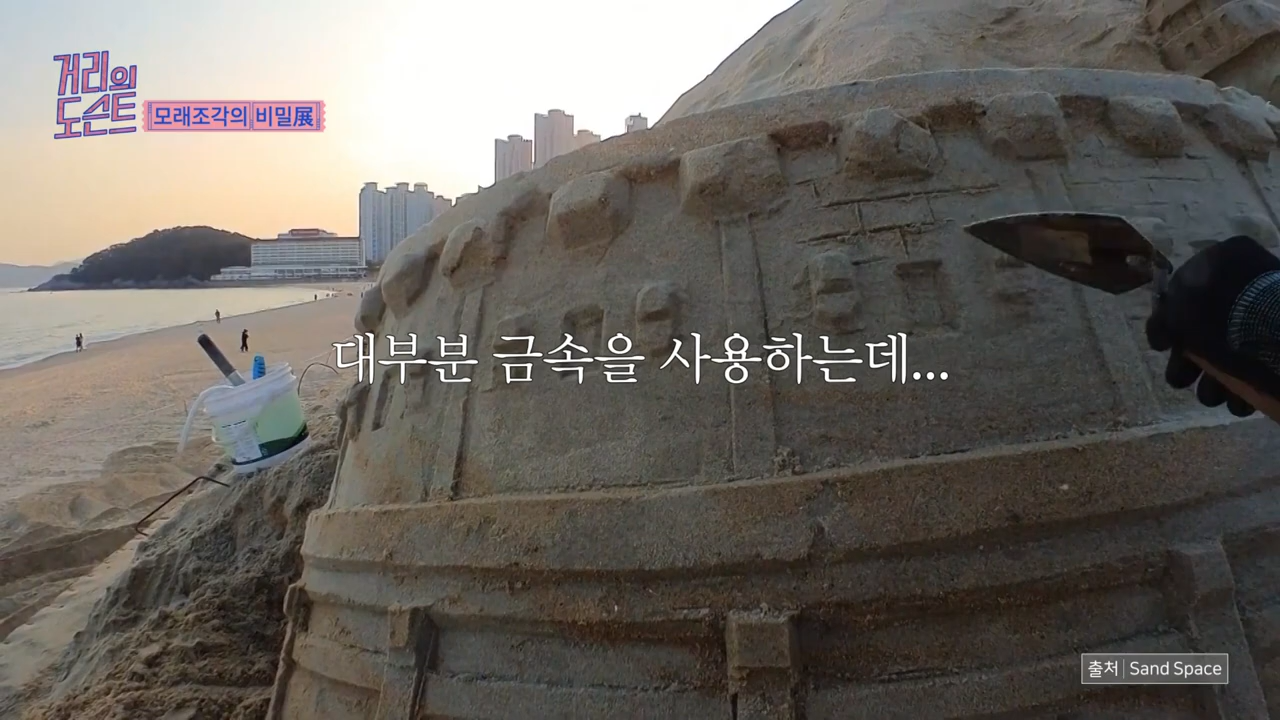 거리의
도슨트
모래조각의 비밀展
대부분 금속을 사용하는데...
출처 | Sand Space